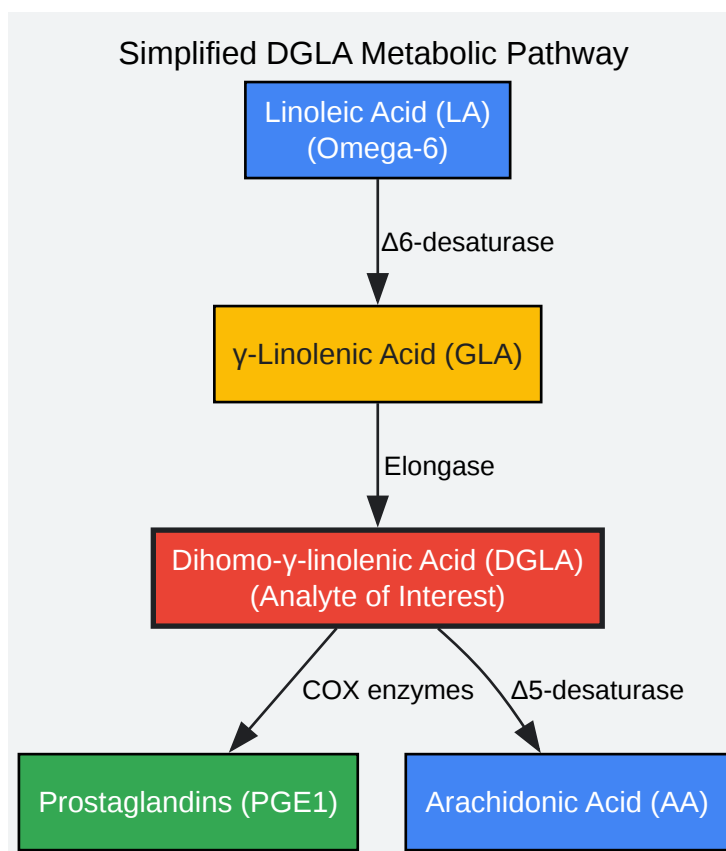 Simplified DGLA Metabolic Pathway
Linoleic Acid (LA)
(Omega-6)
Δ6-desaturase
γ-Linolenic Acid (GLA)
Elongase
Dihomo-γ-linolenic Acid (DGLA)
(Analyte of Interest)
COX enzymes
Δ5-desaturase
Prostaglandins (PGE1)
Arachidonic Acid (AA)